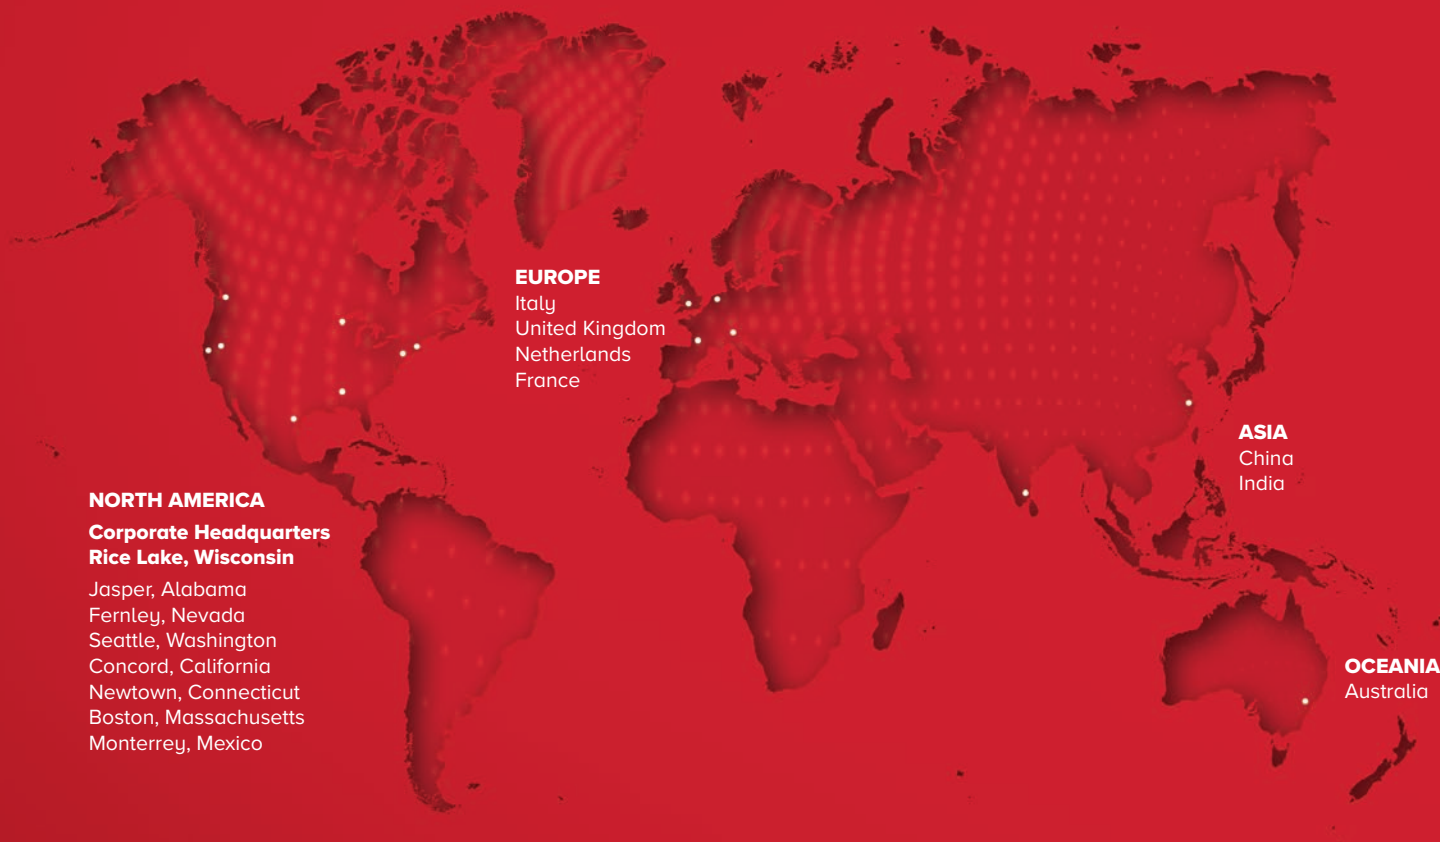 EUROPE
Italy
United Kingdom
Netherlands
France
ASIA
China
India
NORTH AMERICA
Corporate Headquarters
Rice Lake, Wisconsin
Jasper, Alabama
Fernley, Nevada
Seattle, Washington
Concord, California
Newtown, Connecticut
Boston, Massachusetts
Monterrey, Mexico
OCEANIA
Australia